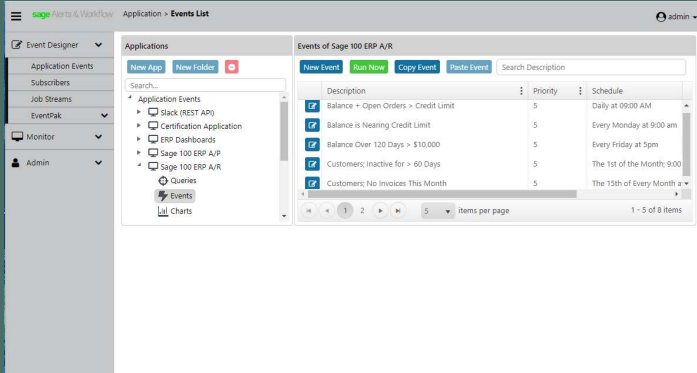 sage Alerts & Workflow
Application > Events List
admin
Event Designer
Application Events
Subscribers
Job Streams
EventPak
Monitor
Admin
Applications
New App New Folder
Search...
Application Events
Slack (REST API)
Certification Application
ERP Dashboards
Sage 100 ERP A/P
Sage 100 ERP A/R
Queries
Events
Charts
Events of Sage 100 ERP A/R
New Event Run Now Copy Event Paste Event Search Description
Description Priority Schedule
Balance + Open Orders > Credit Limit 5 Daily at 09:00 AM
Balance is Nearing Credit Limit 5 Every Monday at 9:00 am
Balance Over 120 Days > $10,000 5 Every Friday at 5pm
Customers; Inactive for > 60 Days 5 The 1st of the Month; 9:00
Customers; No Invoices This Month 5 The 15th of Every Month a
1 2 5 items per page 1 - 5 of 8 items